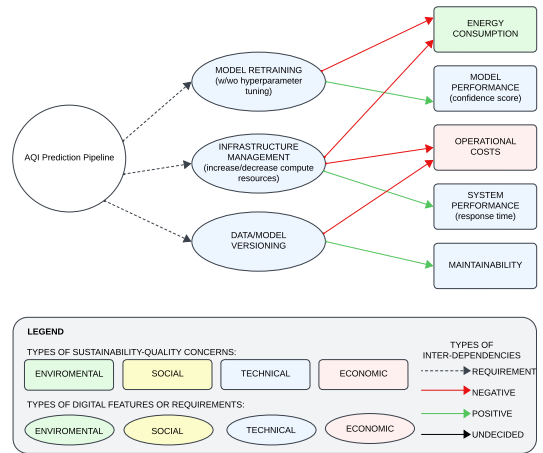 AQI Prediction Pipeline
MODEL RETRAINING
(w/wo hyperparameter
tuning)
INFRASTRUCTURE
MANAGEMENT
(increase/decrease compute
resources)
DATA/MODEL
VERSIONING
ENERGY
CONSUMPTION
MODEL
PERFORMANCE
(confidence score)
OPERATIONAL
COSTS
SYSTEM
PERFORMANCE
(response time)
MAINTAINABILITY
LEGEND
TYPES OF SUSTAINABILITY-QUALITY CONCERNS:
ENVIROMENTAL
SOCIAL
TECHNICAL
ECONOMIC
TYPES OF DIGITAL FEATURES OR REQUIREMENTS:
ENVIROMENTAL
SOCIAL
TECHNICAL
ECONOMIC
TYPES OF
INTER-DEPENDENCIES
REQUIREMENT
NEGATIVE
POSITIVE
UNDECIDED